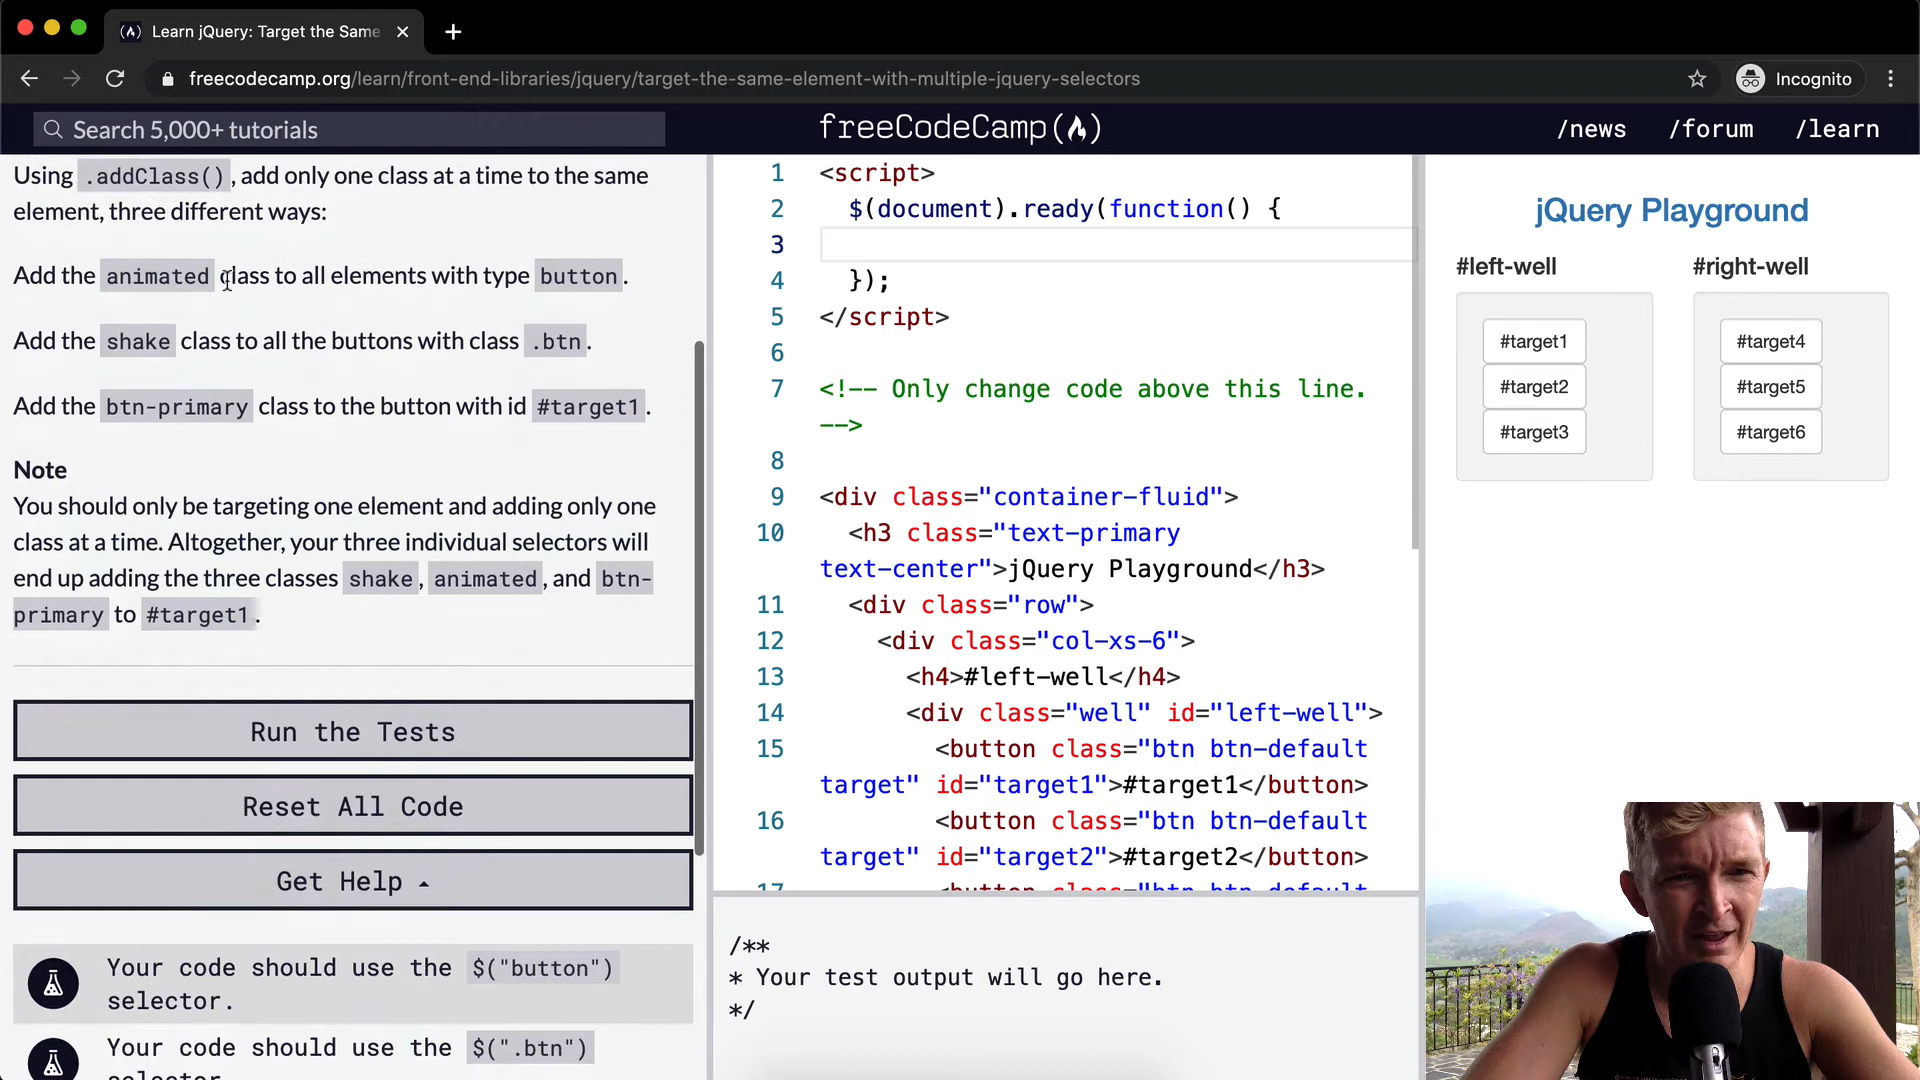 Learn jQuery: Target the Same
freecodecamp.org/learn/front-end-libraries/jquery/target-the-same-element-with-multiple-jquery-selectors
Incognito
Search 5,000+ tutorials
freeCodeCamp
/news
/forum
/learn
Using .addClass(), add only one class at a time to the same
element, three different ways:
Add the animated class to all elements with type button.
Add the shake class to all the buttons with class .btn.
Add the btn-primary class to the button with id #target1.
Note
You should only be targeting one element and adding only one
class at a time. Altogether, your three individual selectors will
end up adding the three classes shake, animated, and btn-
primary to #target1.
Run the Tests
Reset All Code
Get Help
Your code should use the $("button")
selector.
Your code should use the $(".btn")
selector.
1 <script>
2 $(document).ready(function() {
3
4 });
5 </script>
6
7 <!-- Only change code above this line.
-->
8
9 <div class="container-fluid">
10 <h3 class="text-primary
text-center">jQuery Playground</h3>
11 <div class="row">
12 <div class="col-xs-6">
13 <h4>#left-well</h4>
14 <div class="well" id="left-well">
15 <button class="btn btn-default
target" id="target1">#target1</button>
16 <button class="btn btn-default
target" id="target2">#target2</button>
17 <button class="btn btn-default
/**
* Your test output will go here.
*/
jQuery Playground
#left-well
#target1
#target2
#target3
#right-well
#target4
#target5
#target6